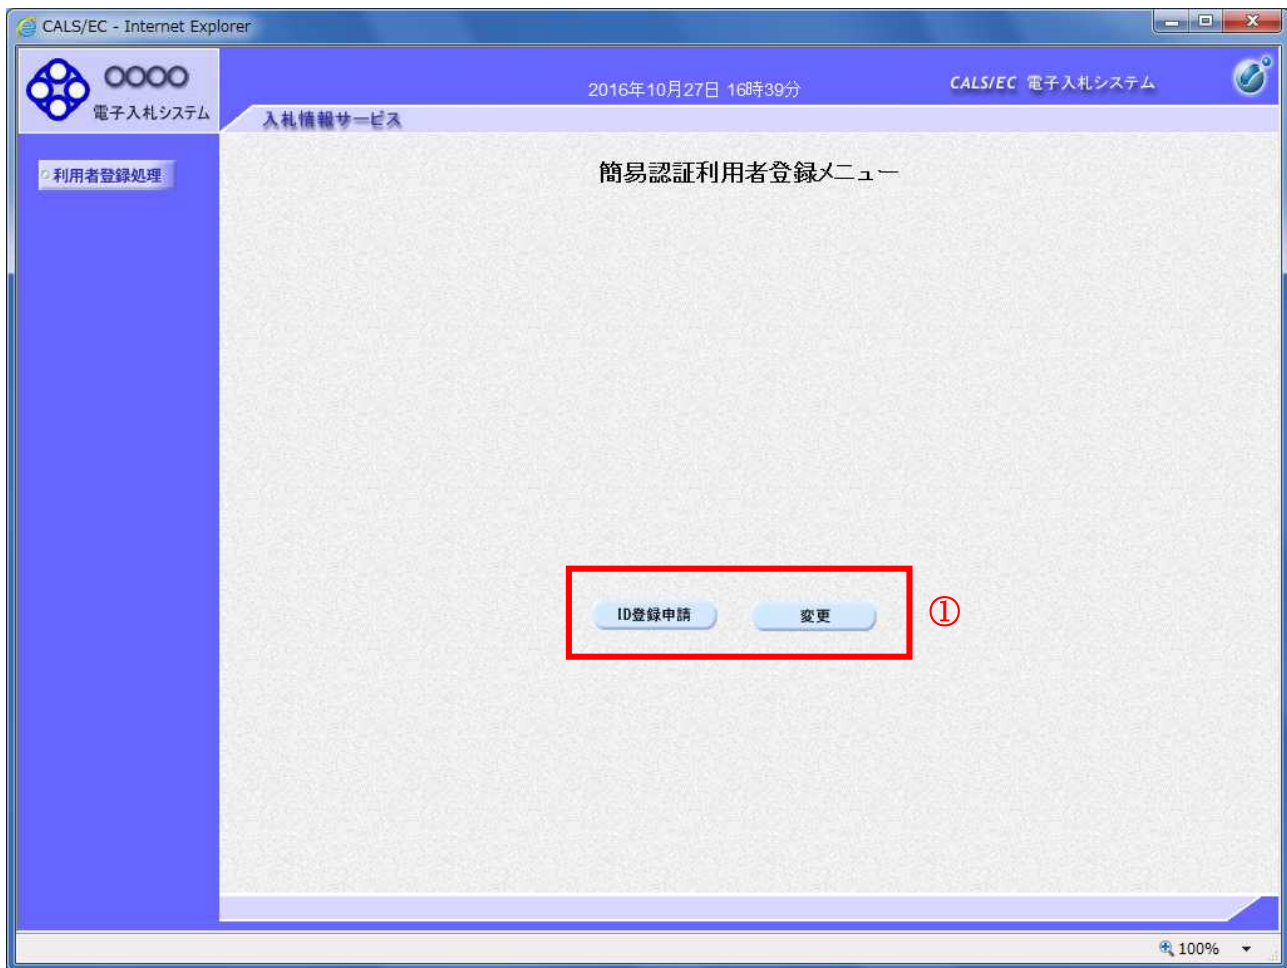 CALS/EC - Internet Explorer
○○○○
電子入札システム
2016年10月27日 16時39分
CALS/EC 電子入札システム
入札情報サービス
利用者登録処理
簡易認証利用者登録メニュー
ID登録申請
変更
①
100%